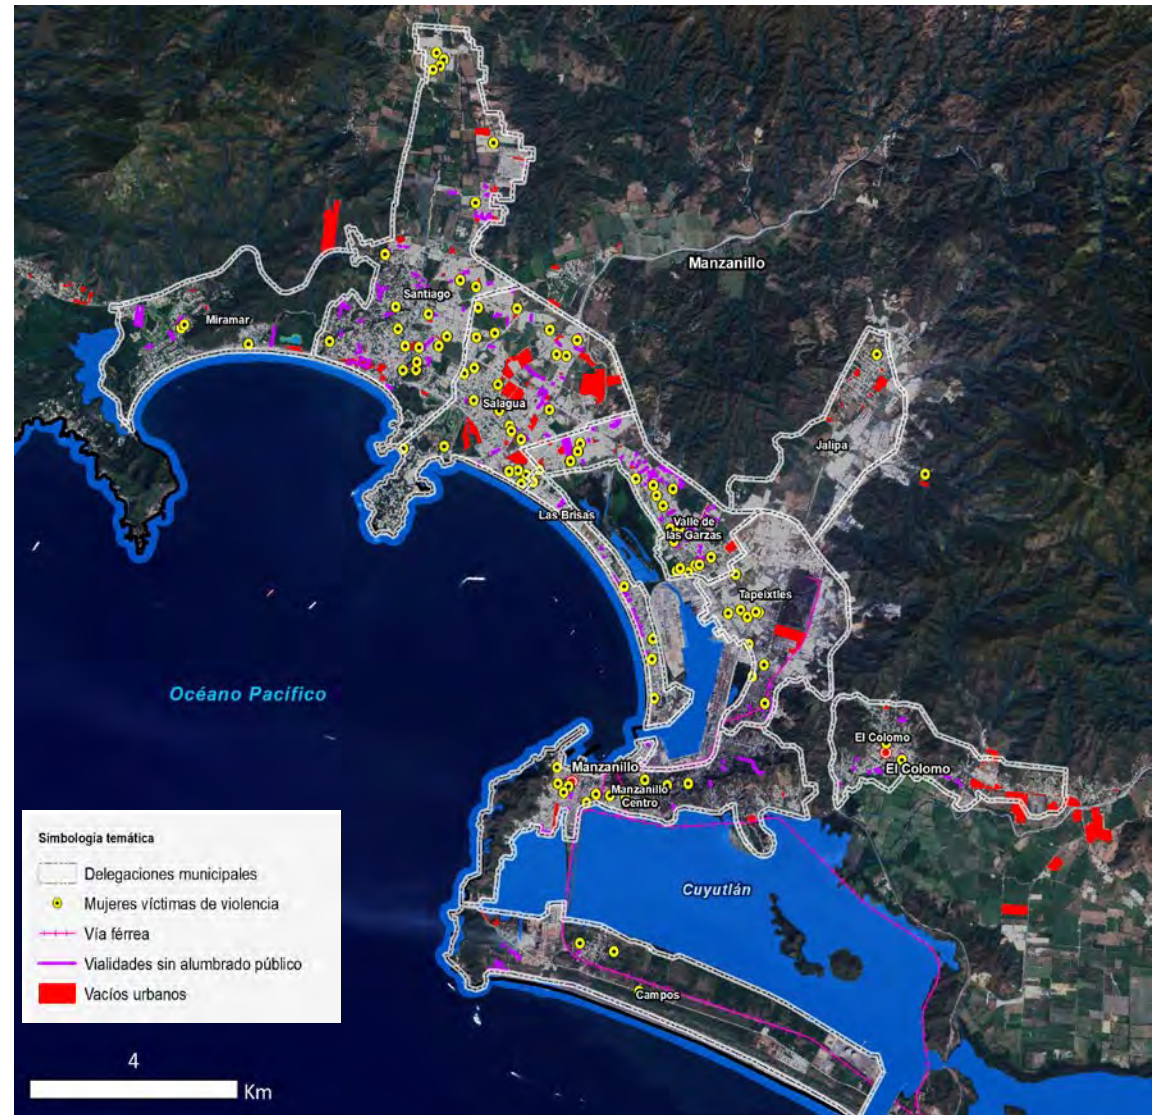 Manzanillo
Santiago
Miramar
Salagua
Jalipa
Las Brisas
Valle de
las Garzas
Tapeixtles
Océano Pacífico
El Colomo
El Colomo
Manzanillo
Manzanillo
Centro
Cuyutlán
Campos
Simbología temática
Delegaciones municipales
Mujeres víctimas de violencia
Vía férrea
Vialidades sin alumbrado público
Vacíos urbanos
4
Km